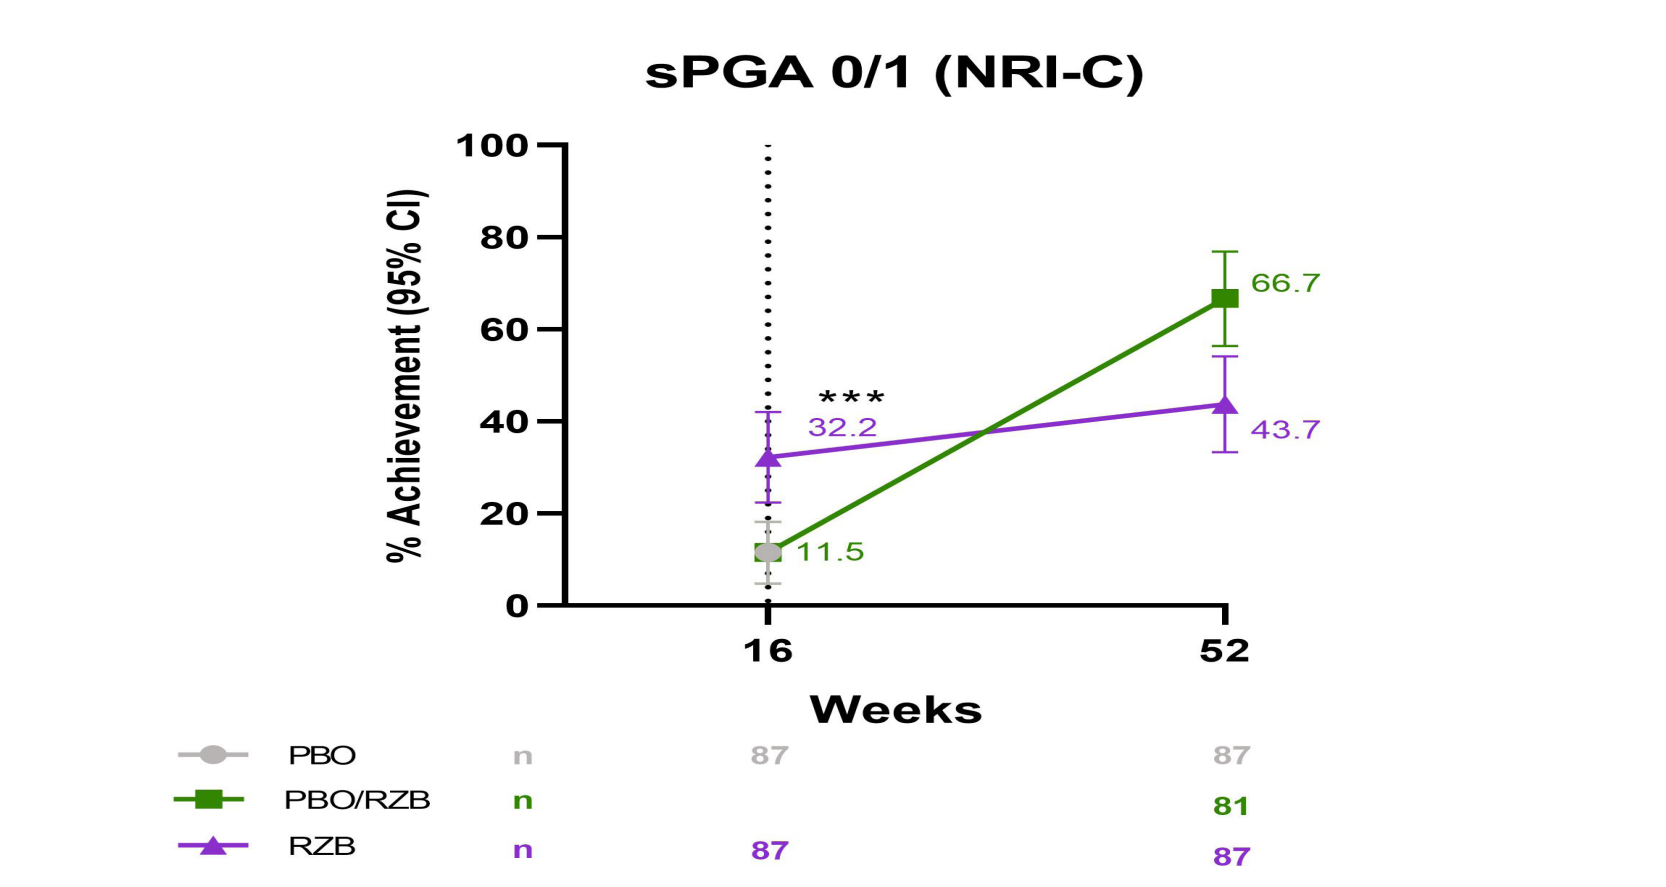 sPGA 0/1 (NRI-C)
% Achievement (95% CI)
100
80
60
40
20
0
***
32.2
11.5
66.7
43.7
16 52
Weeks
PBO n 87 87
PBO/RZB n 81
RZB n 87 87